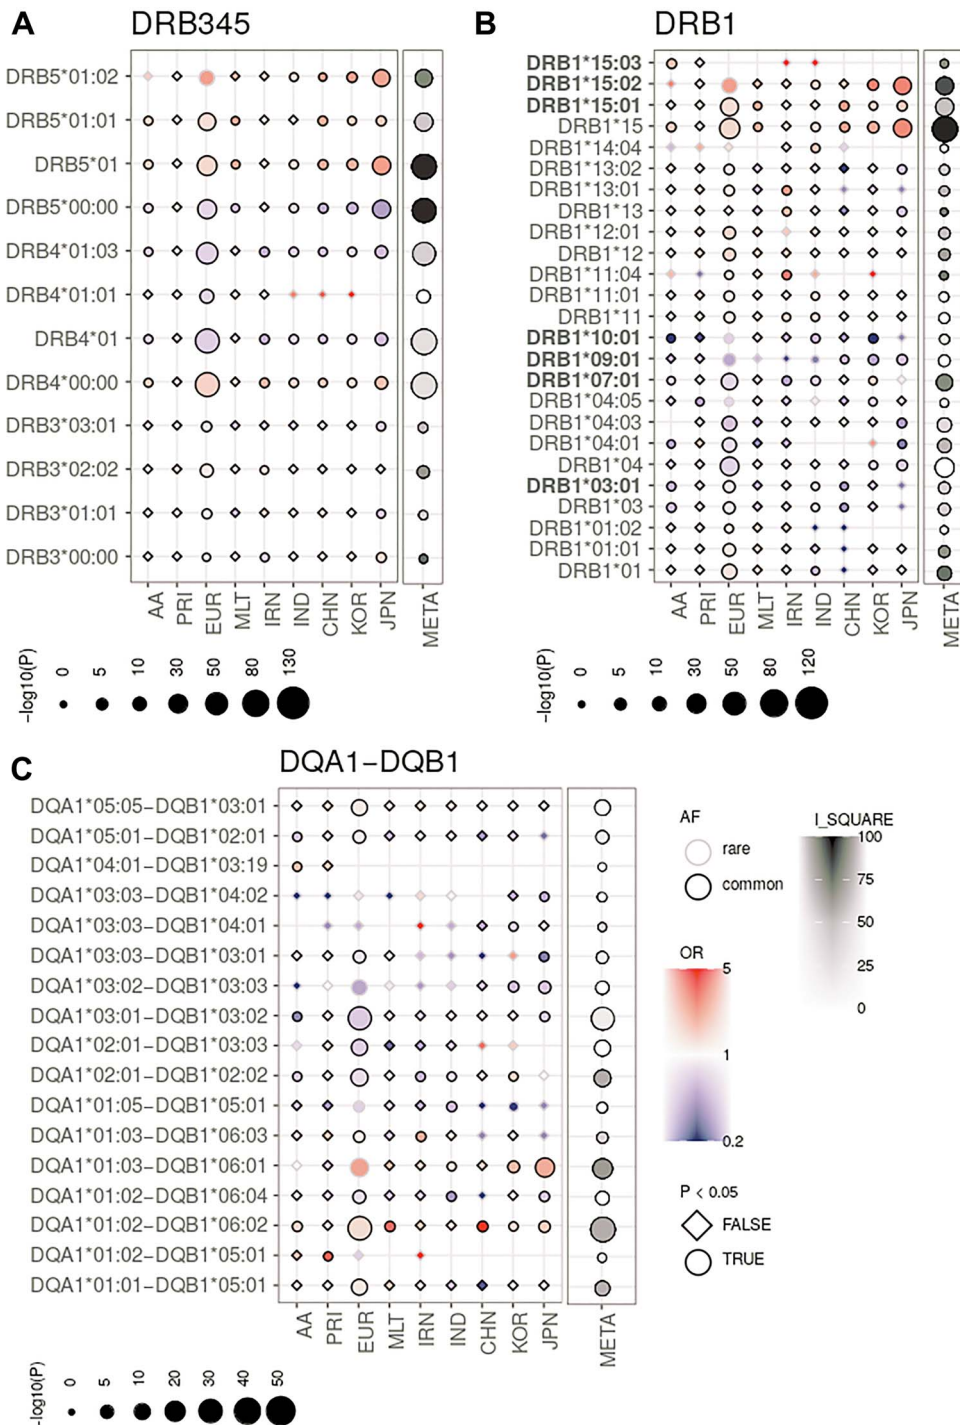 A
DRB345
DRB5*01:02
DRB5*01:01
DRB5*01
DRB5*00:00
DRB4*01:03
DRB4*01:01
DRB4*01
DRB4*00:00
DRB3*03:01
DRB3*02:02
DRB3*01:01
DRB3*00:00
AA PRI EUR MLT IRN IND CHN KOR JPN META
-log10(P) 0 5 10 30 50 80 130
B
DRB1
DRB1*15:03
DRB1*15:02
DRB1*15:01
DRB1*15
DRB1*14:04
DRB1*13:02
DRB1*13:01
DRB1*13
DRB1*12:01
DRB1*12
DRB1*11:04
DRB1*11:01
DRB1*11
DRB1*10:01
DRB1*09:01
DRB1*07:01
DRB1*04:05
DRB1*04:03
DRB1*04:01
DRB1*04
DRB1*03:01
DRB1*03
DRB1*01:02
DRB1*01:01
DRB1*01
AA PRI EUR MLT IRN IND CHN KOR JPN META
-log10(P) 0 5 10 30 50 80 120
C
DQA1-DQB1
DQA1*05:05-DQB1*03:01
DQA1*05:01-DQB1*02:01
DQA1*04:01-DQB1*03:19
DQA1*03:03-DQB1*04:02
DQA1*03:03-DQB1*04:01
DQA1*03:03-DQB1*03:01
DQA1*03:02-DQB1*03:03
DQA1*03:01-DQB1*03:02
DQA1*02:01-DQB1*03:03
DQA1*02:01-DQB1*02:02
DQA1*01:05-DQB1*05:01
DQA1*01:03-DQB1*06:03
DQA1*01:03-DQB1*06:01
DQA1*01:02-DQB1*06:04
DQA1*01:02-DQB1*06:02
DQA1*01:02-DQB1*05:01
DQA1*01:01-DQB1*05:01
AA PRI EUR MLT IRN IND CHN KOR JPN META
-log10(P) 0 5 10 20 30 40 50
AF
rare
common
I_SQUARE
100
75
50
25
0
OR
5
1
0.2
P < 0.05
FALSE
TRUE